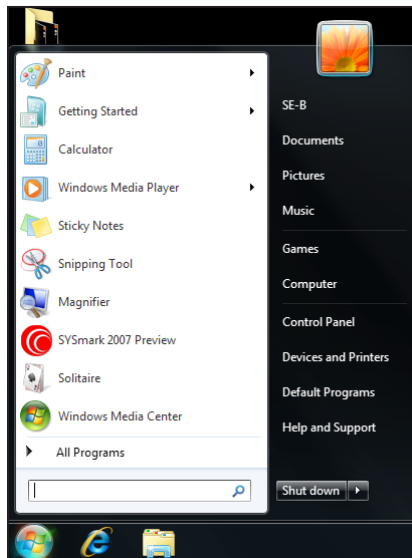 Paint
Getting Started
Calculator
Windows Media Player
Sticky Notes
Snipping Tool
Magnifier
SYSmark 2007 Preview
Solitaire
Windows Media Center
All Programs
SE-B
Documents
Pictures
Music
Games
Computer
Control Panel
Devices and Printers
Default Programs
Help and Support
Shut down